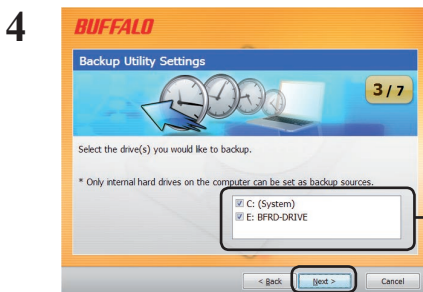 4
BUFFALO
Backup Utility Settings
3 / 7
Select the drive(s) you would like to backup.
* Only internal hard drives on the computer can be set as backup sources.
C: (System)
E: BFRD-DRIVE
< Back
Next >
Cancel